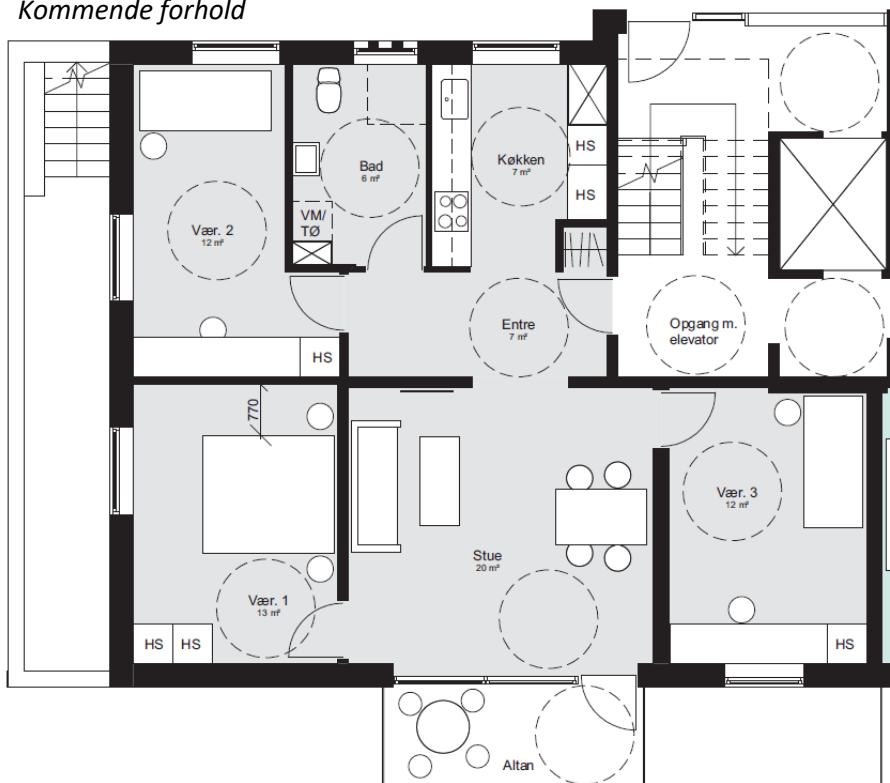 Kommende forhold
Bad
6 m²
Køkken
7 m²
HS
HS
VM/
TØ
Vær. 2
12 m²
HS
Entre
7 m²
Opgang m.
elevator
770
Vær. 3
12 m²
Stue
20 m²
Vær. 1
13 m²
HS
HS
HS
Altan